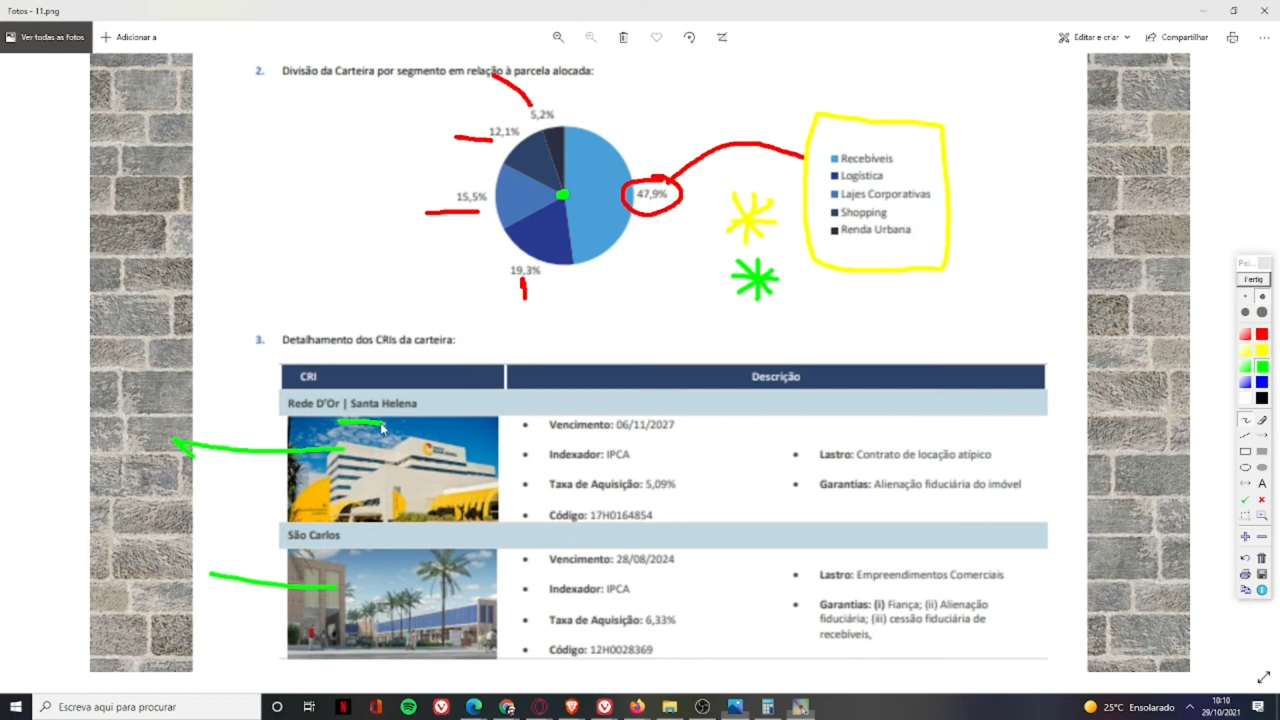 Fotos - 11.png
Ver todas as fotos
Adicionar a
Editar e criar
Compartilhar
2. Divisão da Carteira por segmento em relação à parcela alocada:
5,2%
12,1%
15,5%
47,9%
19,3%
Recebíveis
Logística
Lajes Corporativas
Shopping
Renda Urbana
3. Detalhamento dos CRIs da carteira:
CRI
Descrição
Rede D'Or | Santa Helena
Vencimento: 06/11/2027
Indexador: IPCA
Taxa de Aquisição: 5,09%
Código: 17H0164854
Lastro: Contrato de locação atípico
Garantias: Alienação fiduciária do imóvel
São Carlos
Vencimento: 28/08/2024
Indexador: IPCA
Taxa de Aquisição: 6,33%
Código: 12H0028369
Lastro: Empreendimentos Comerciais
Garantias: (i) Fiança; (ii) Alienação
fiduciária; (iii) cessão fiduciária de
recebíveis,
Poi...
Fertig
A
Escreva aqui para procurar
25°C Ensolarado
10:10
29/10/2021